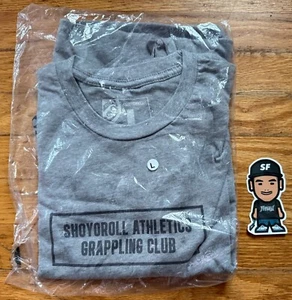 L
SHOYOROLL ATHLETICS
GRAPPLING CLUB
SF